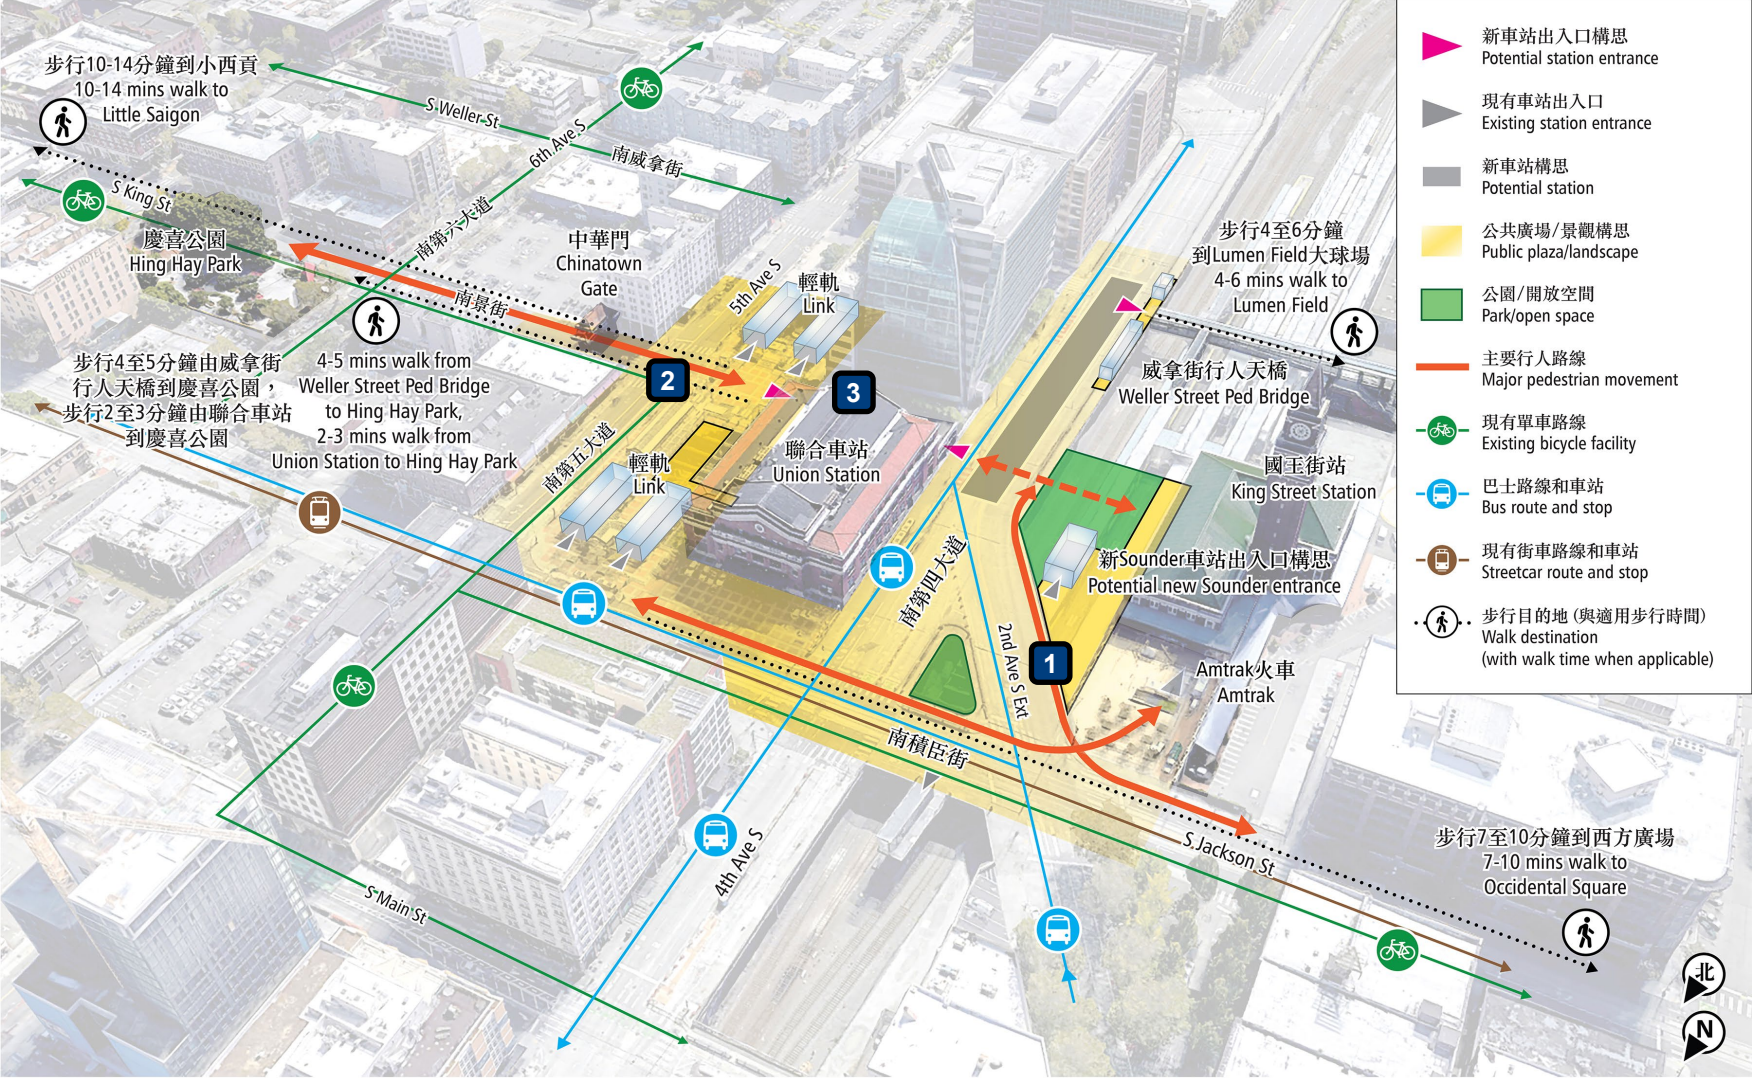 步行10-14分鐘到小西貢
10-14 mins walk to
Little Saigon
S Weller St
南威拿街
6th Ave S
南第六大道
S King St
慶喜公園
Hing Hay Park
南景街
中華門
Chinatown
Gate
5th Ave S
輕軌
Link
步行4至6分鐘
到Lumen Field大球場
4-6 mins walk to
Lumen Field
步行4至5分鐘由威拿街
行人天橋到慶喜公園，
步行2至3分鐘由聯合車站
到慶喜公園
4-5 mins walk from
Weller Street Ped Bridge
to Hing Hay Park,
2-3 mins walk from
Union Station to Hing Hay Park
2
3
威拿街行人天橋
Weller Street Ped Bridge
南第五大道
輕軌
Link
聯合車站
Union Station
國王街站
King Street Station
南第四大道
新Sounder車站出入口構思
Potential new Sounder entrance
2nd Ave S Ext
1
Amtrak火車
Amtrak
南積臣街
4th Ave S
S Jackson St
S Main St
步行7至10分鐘到西方廣場
7-10 mins walk to
Occidental Square
新車站出入口構思
Potential station entrance
現有車站出入口
Existing station entrance
新車站構思
Potential station
公共廣場/景觀構思
Public plaza/landscape
公園/開放空間
Park/open space
主要行人路線
Major pedestrian movement
現有單車路線
Existing bicycle facility
巴士路線和車站
Bus route and stop
現有街車路線和車站
Streetcar route and stop
步行目的地 (與適用步行時間)
Walk destination
(with walk time when applicable)
北
N